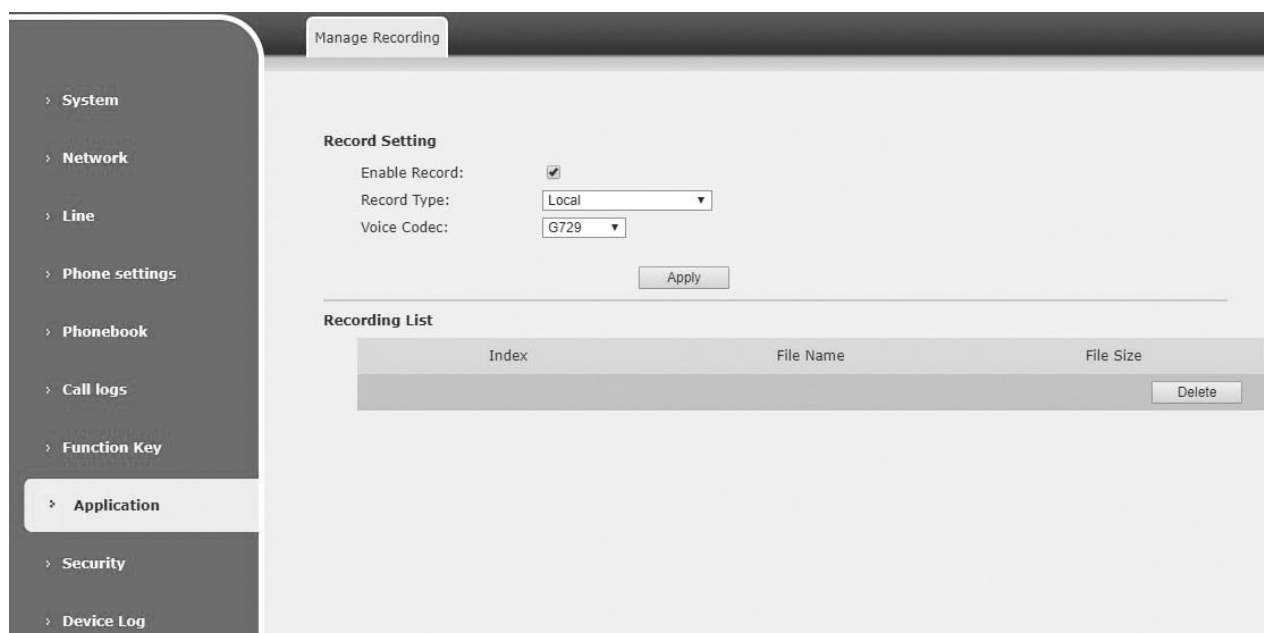 Manage Recording
System
Network
Line
Phone settings
Phonebook
Call logs
Function Key
Application
Security
Device Log
Record Setting
Enable Record:
Record Type: Local
Voice Codec: G729
Apply
Recording List
Index File Name File Size
Delete